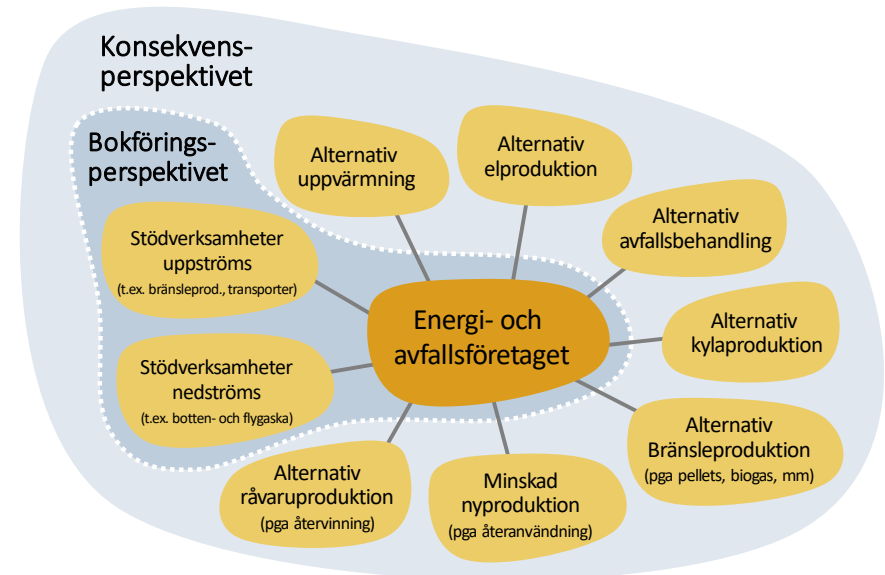 Konsekvens-
perspektivet
Bokförings-
perspektivet
Alternativ
uppvärmning
Alternativ
elproduktion
Alternativ
avfallsbehandling
Stödverksamheter
uppströms
(t.ex. bränsleprod., transporter)
Energi- och
avfallsföretaget
Alternativ
kylaproduktion
Stödverksamheter
nedströms
(t.ex. botten- och flygaska)
Alternativ
Bränsleproduktion
(pga pellets, biogas, mm)
Alternativ
råvaruproduktion
(pga återvinning)
Minskad
nyproduktion
(pga återanvändning)